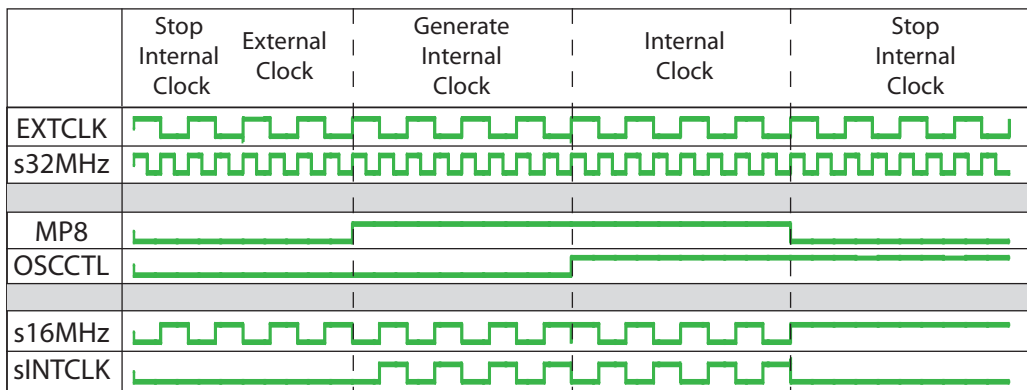 Stop
Internal
Clock
External
Clock
Generate
Internal
Clock
Internal
Clock
Stop
Internal
Clock
EXTCLK
s32MHz
MP8
OSCCTL
s16MHz
sINTCLK